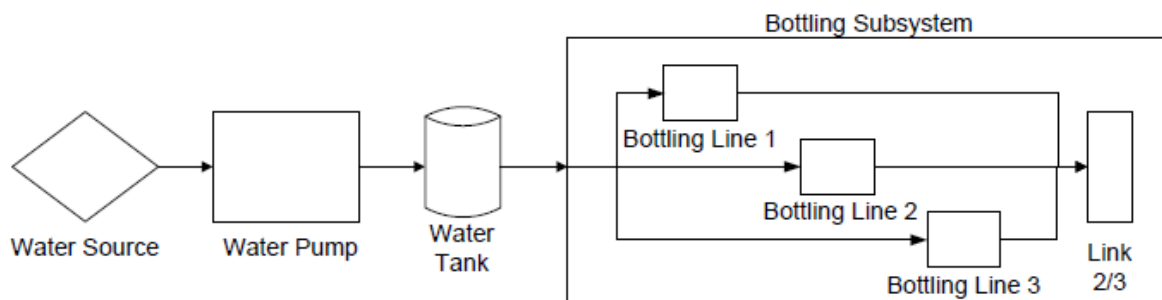 Bottling Subsystem
Bottling Line 1
Bottling Line 2
Bottling Line 3
Water Source
Water Pump
Water
Tank
Link
2/3